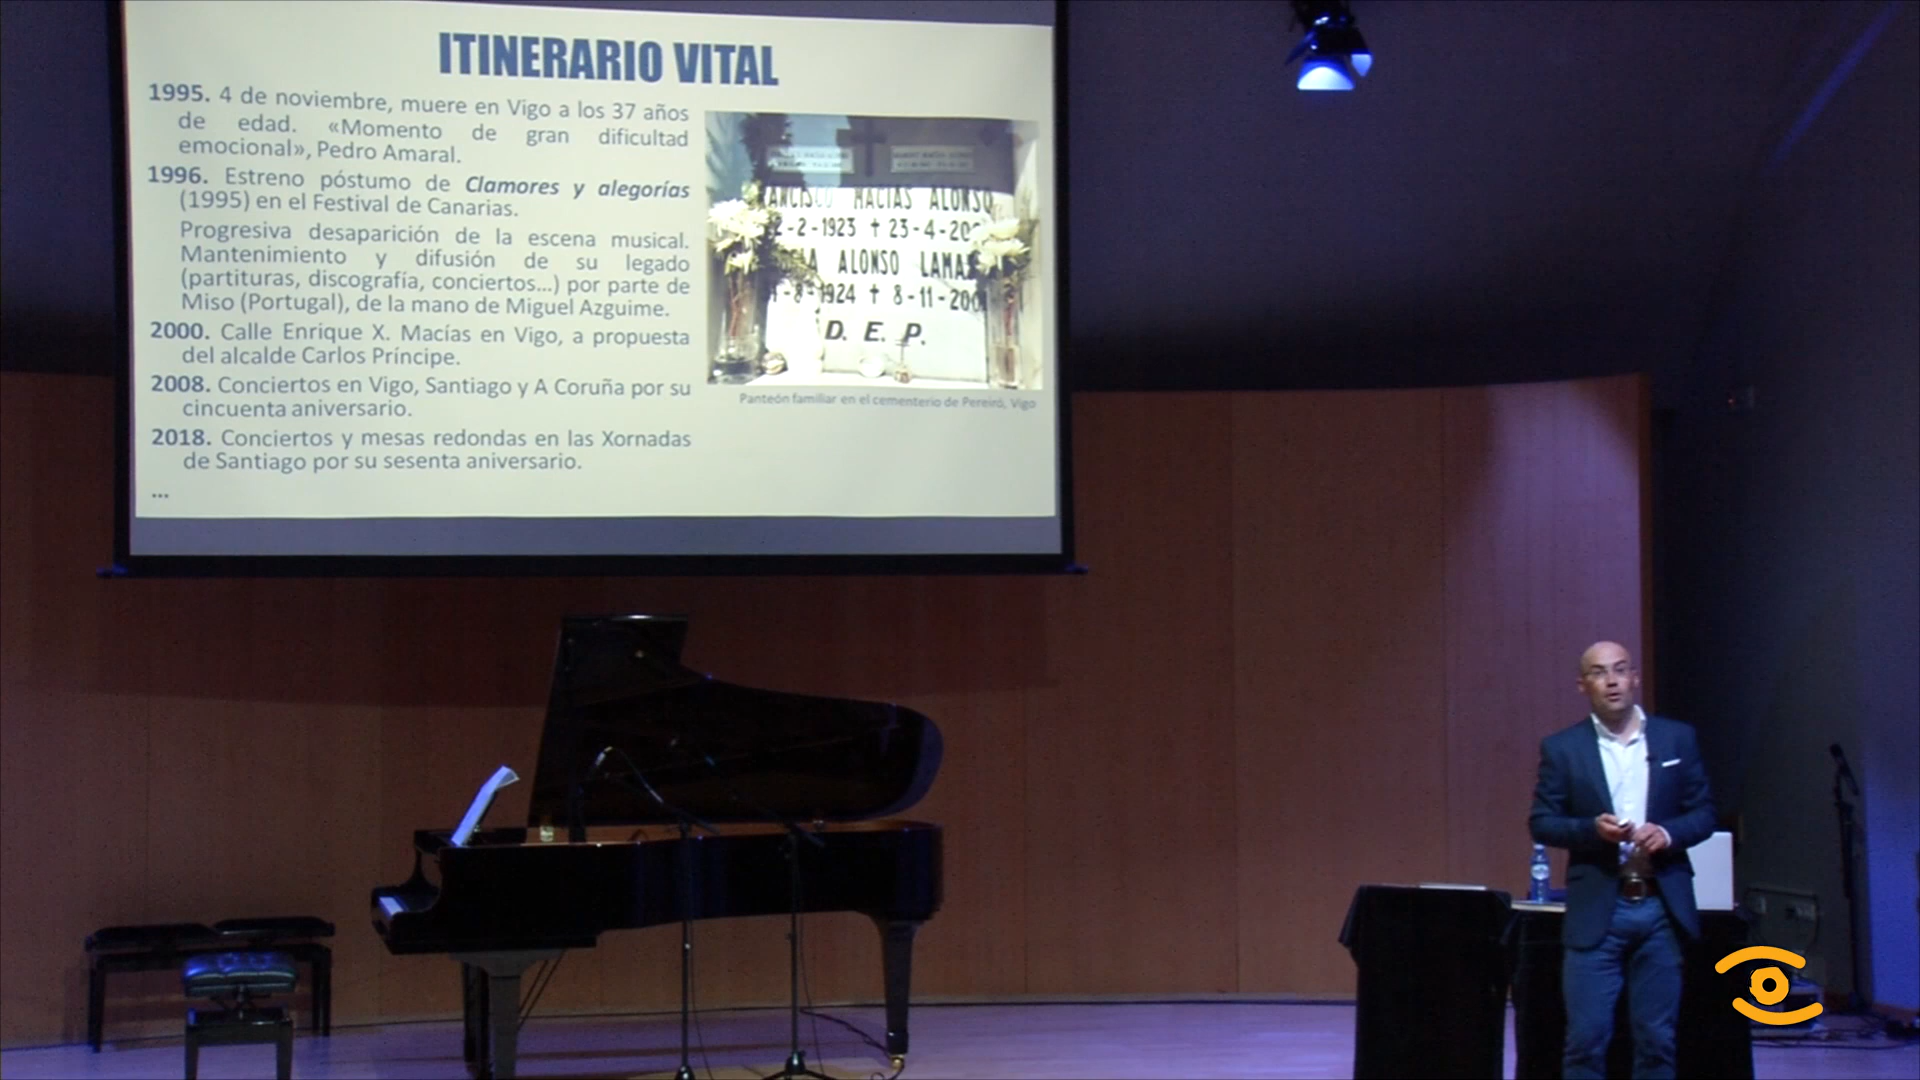 ITINERARIO VITAL
1995. 4 de noviembre, muere en Vigo a los 37 años
de edad. «Momento de gran dificultad
emocional», Pedro Amaral.
1996. Estreno póstumo de Clamores y alegorías
(1995) en el Festival de Canarias.
Progresiva desaparición de la escena musical.
Mantenimiento y difusión de su legado
(partituras, discografía, conciertos...) por parte de
Miso (Portugal), de la mano de Miguel Azguime.
2000. Calle Enrique X. Macías en Vigo, a propuesta
del alcalde Carlos Príncipe.
2008. Conciertos en Vigo, Santiago y A Coruña por su
cincuenta aniversario.
2018. Conciertos y mesas redondas en las Xornadas
de Santiago por su sesenta aniversario.
...
MACIAS ALONSO
2-2-1923 † 23-4-20
ALONSO
8-1924 † 8-11-200
D. E. P.
Panteón familiar en el cementerio de Pereiró, Vigo